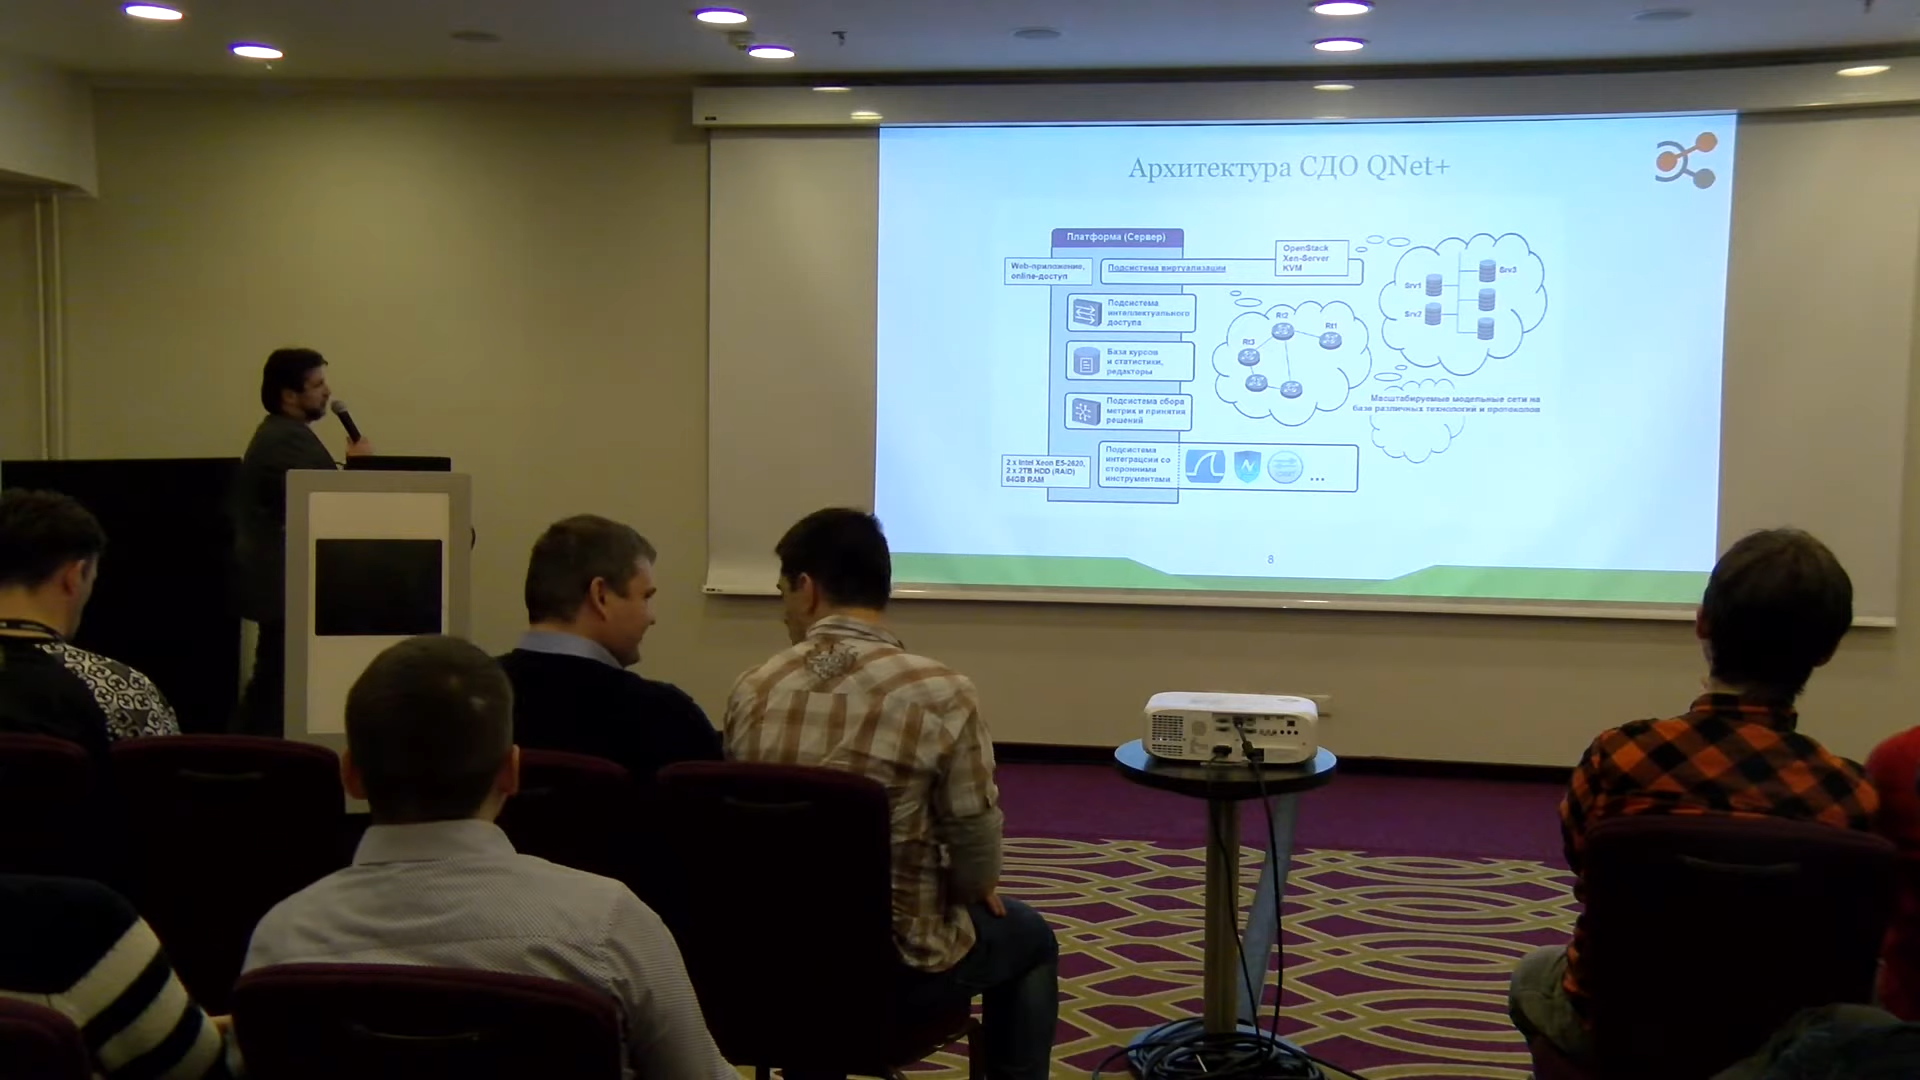 Архитектура СДО QNet+
Платформа (Сервер)
Web-приложение,
online-доступ
Подсистема виртуализации
OpenStack
Xen-Server
KVM
Подсистема
интеллектуального
доступа
База курсов
и статистики,
редакторы
Подсистема сбора
метрик и принятия
решений
2 x Intel Xeon E5-2620,
2 x 2TB HDD (RAID)
64GB RAM
Подсистема
интеграции со
сторонними
инструментами
...
Rt2
Rt1
Rt3
Srv1
Srv2
Srv3
Масштабируемые модельные сети на
базе различных технологий и протоколов
8